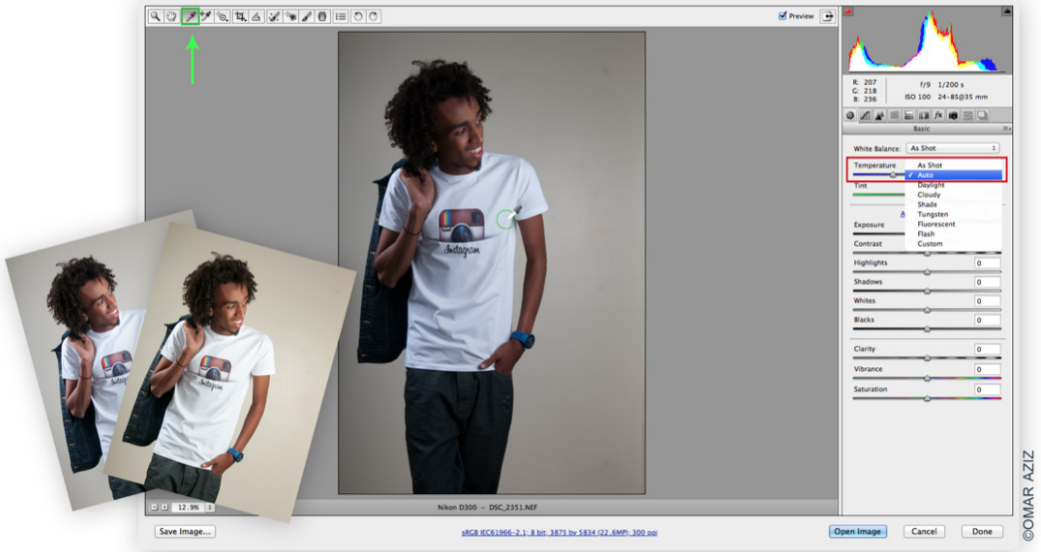 Preview
R: 207
G: 218
B: 236
f/9 1/200 s
ISO 100 24-85@35 mm
Basic
White Balance: As Shot
Temperature
As Shot
✓ Auto
Daylight
Cloudy
Shade
Tungsten
Fluorescent
Flash
Custom
Tint
Exposure
Contrast
Highlights 0
Shadows 0
Whites 0
Blacks 0
Clarity 0
Vibrance 0
Saturation 0
Instagram
Instagram
Instagram
12.9%
Nikon D300 - DSC_2351.NEF
Save Image...
sRGB IEC61966-2.1; 8 bit; 3875 by 5834 (22.6MP); 300 ppi
Open Image
Cancel
Done
©OMAR AZIZ